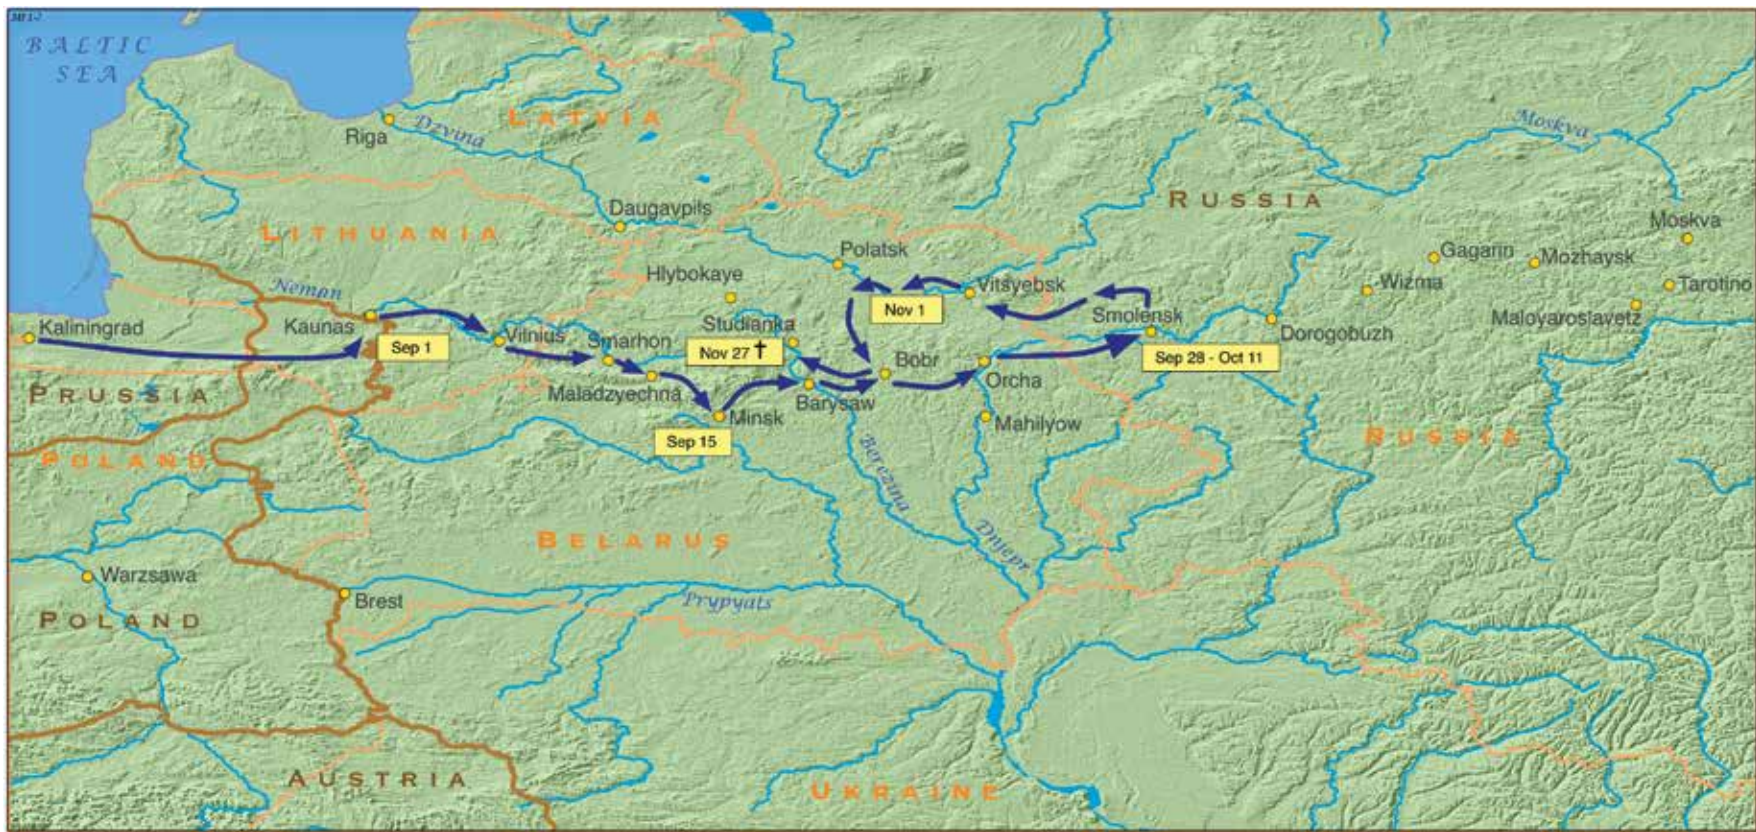 BALTIC
SEA
Riga
Dzvina
LATVIA
Moskva
RUSSIA
Daugavpils
LITHUANIA
Moskva
Polatsk
Gagarin
Mozhaysk
Hlybokaye
Neman
Vitsyebsk
Wizma
Tarotino
Kaliningrad
Kaunas
Sep 1
Vilnius
Smarhon
Studianka
Nov 27 †
Nov 1
Smolensk
Dorogobuzh
Maloyaroslavetz
Sep 28 - Oct 11
Bobr
Orcha
PRUSSIA
Maladzyechna
Barysaw
Minsk
Mahilyow
Sep 15
RUSSIA
POLAND
Berezina
BELARUS
Dnjepr
Warzsawa
Brest
Prypyats
POLAND
AUSTRIA
UKRAINE